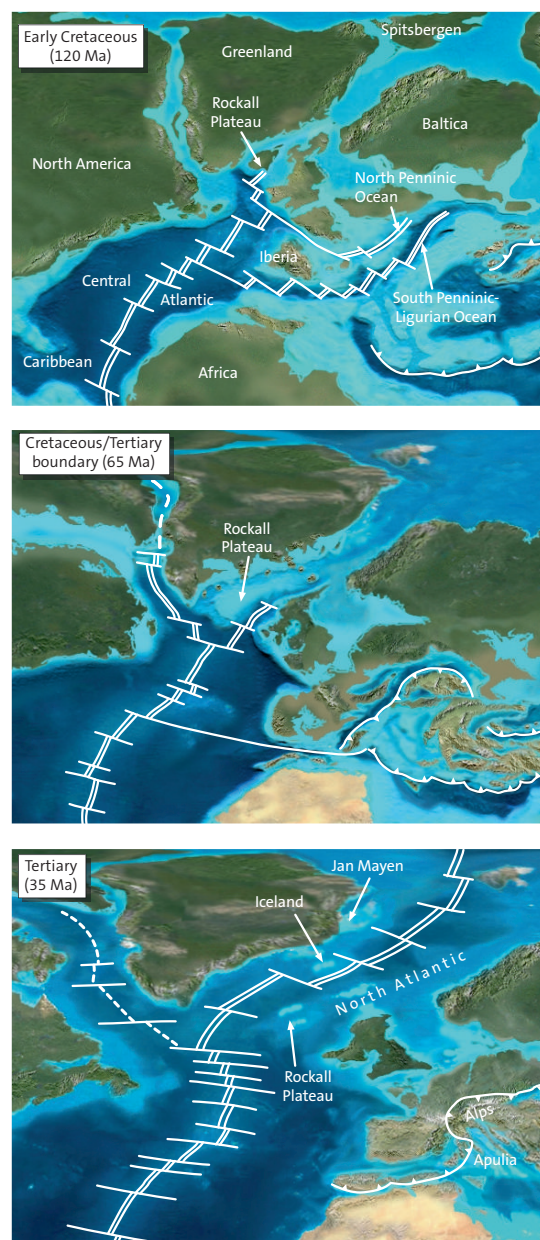 Early Cretaceous
(120 Ma)
Spitsbergen
Greenland
Rockall
Plateau
Baltica
North America
North Penninic
Ocean
Iberia
Central
Atlantic
South Penninic-
Ligurian Ocean
Caribbean
Africa
Cretaceous/Tertiary
boundary (65 Ma)
Rockall
Plateau
Tertiary
(35 Ma)
Jan Mayen
Iceland
North Atlantic
Rockall
Plateau
Alps
Apulia